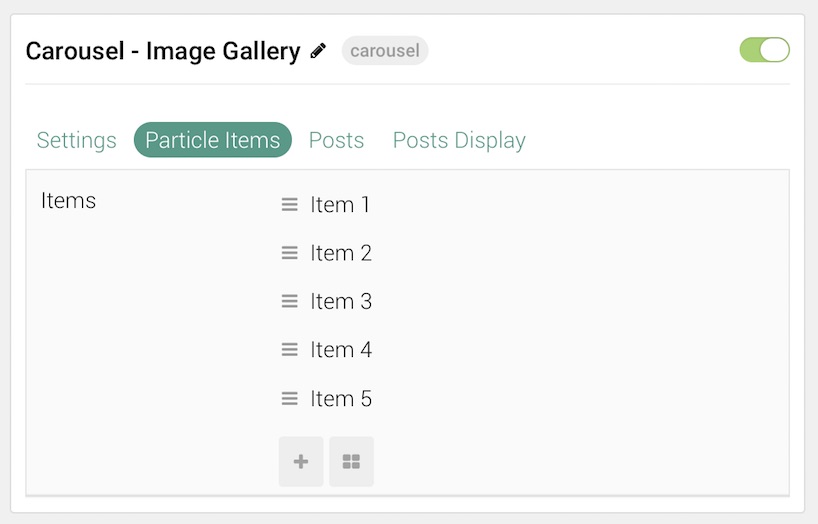 Carousel - Image Gallery carousel
Settings Particle Items Posts Posts Display
Items
Item 1
Item 2
Item 3
Item 4
Item 5